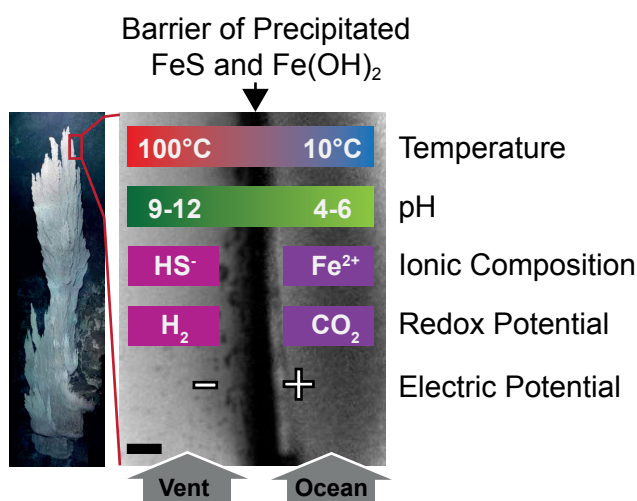 Barrier of Precipitated
FeS and Fe(OH)₂
100°C 10°C Temperature
9-12 4-6 pH
HS⁻ Fe²⁺ Ionic Composition
H₂ CO₂ Redox Potential
− + Electric Potential
Vent Ocean